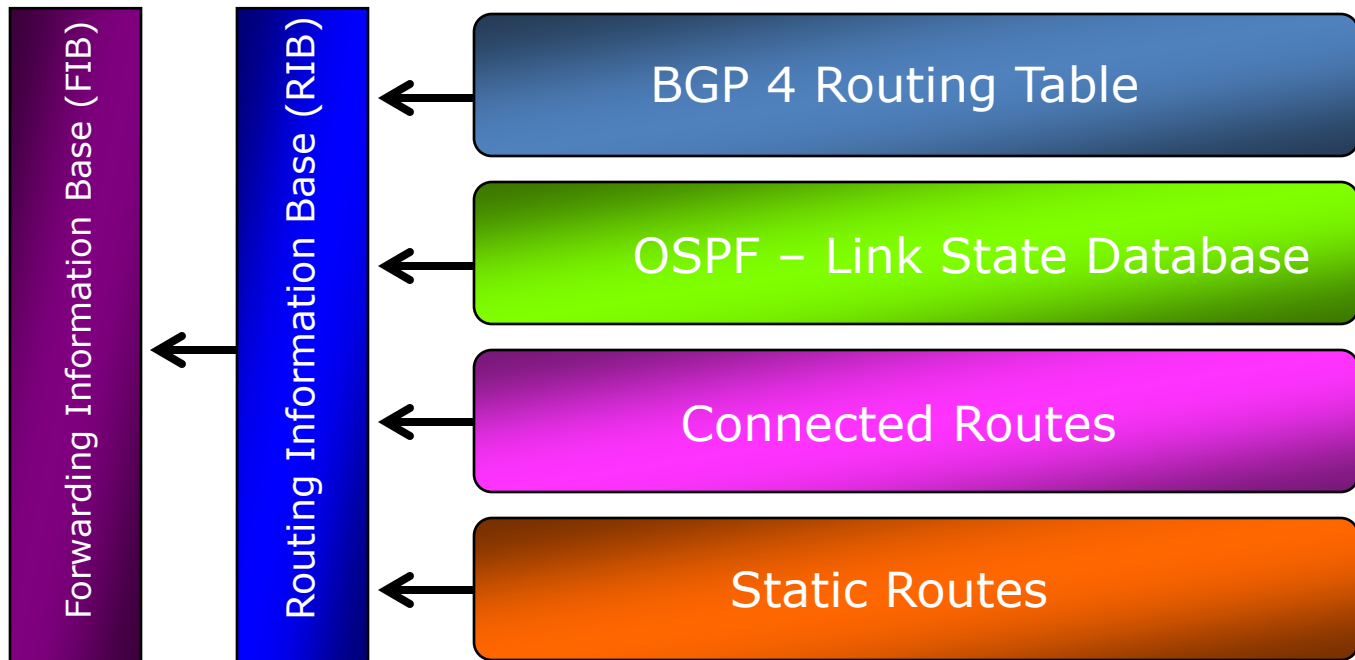 Forwarding Information Base (FIB)
Routing Information Base (RIB)
BGP 4 Routing Table
OSPF – Link State Database
Connected Routes
Static Routes